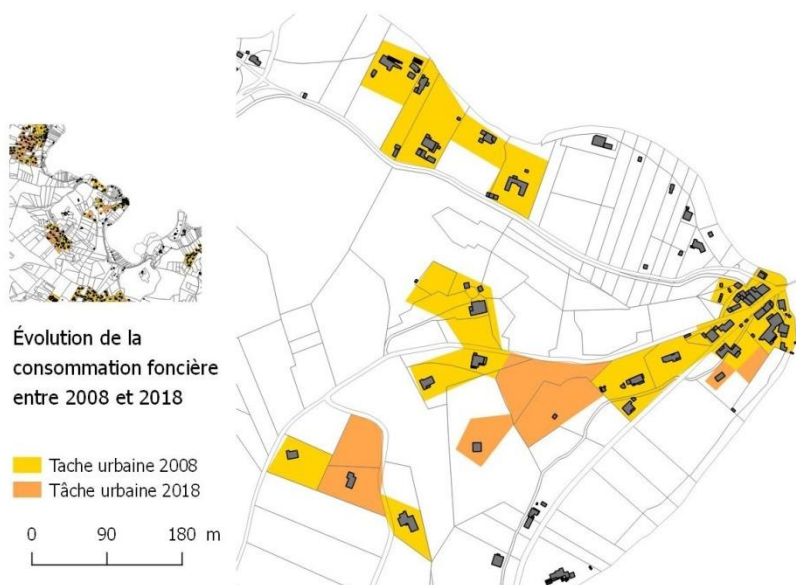 Évolution de la
consommation foncière
entre 2008 et 2018
Tache urbaine 2008
Tâche urbaine 2018
0 90 180 m